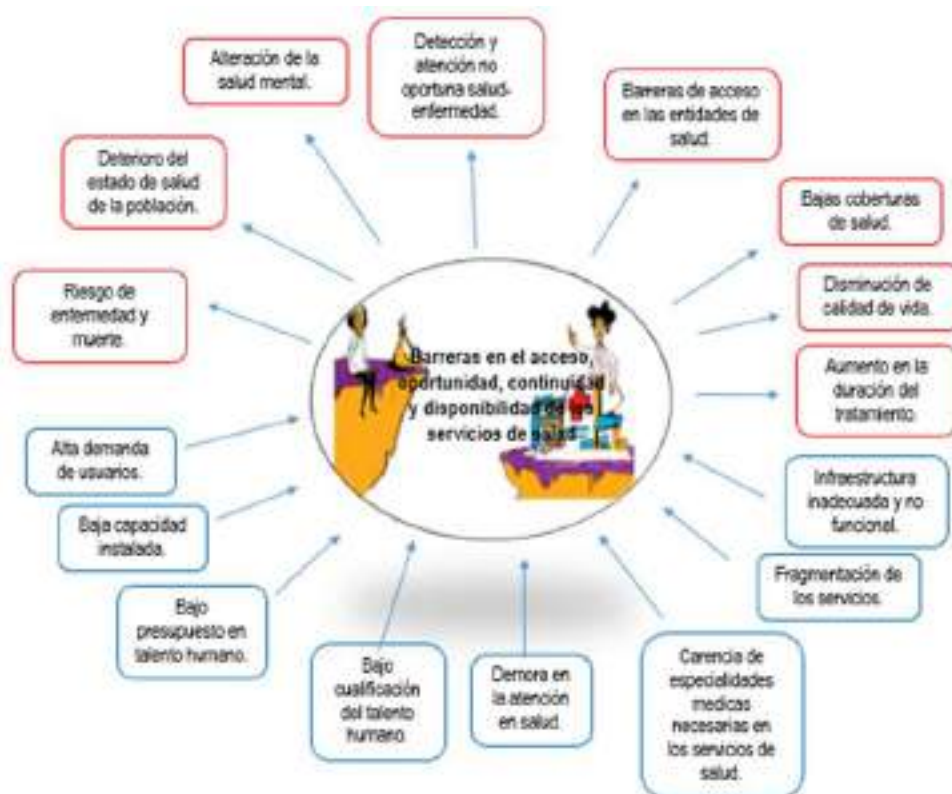 Alteración de la
salud mental.
Detección y
atención no
oportuna salud-
enfermedad.
Barreras de acceso
en las entidades de
salud.
Deterioro del
estado de salud
de la población.
Bajas coberturas
de salud.
Riesgo de
enfermedad y
muerte.
Disminución de
calidad de vida.
Aumento en la
duración del
tratamiento.
Barreras en el acceso,
oportunidad, continuidad
y disponibilidad de los
servicios de salud
Alta demanda
de usuarios.
Infraestructura
inadecuada y no
funcional.
Baja capacidad
instalada.
Fragmentación de
los servicios.
Bajo
presupuesto en
talento humano.
Bajo
cualificación
del talento
humano.
Demora en
la atención
en salud.
Carencia de
especialidades
medicas
necesarias en
los servicios de
salud.